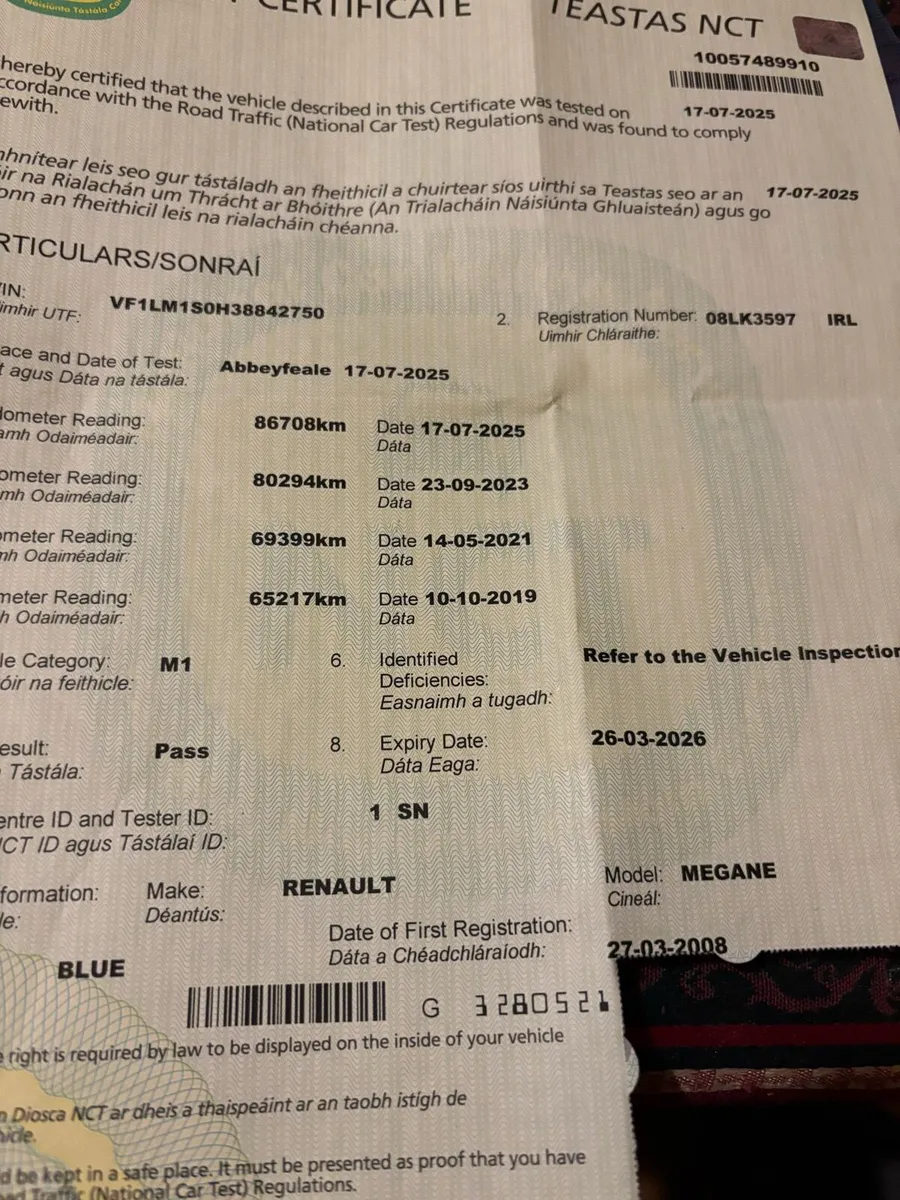 Náisiúnta Tástála
CERTIFICATE
TEASTAS NCT
10057489910
hereby certified that the vehicle described in this Certificate was tested on 17-07-2025
ccordance with the Road Traffic (National Car Test) Regulations and was found to comply
ewith.
mhnítear leis seo gur tástáladh an fheithicil a chuirtear síos uirthi sa Teastas seo ar an 17-07-2025
ir na Rialachán um Thrácht ar Bhóithre (An Trialacháin Náisiúnta Ghluaisteán) agus go
onn an fheithicil leis na rialacháin chéanna.
RTICULARS/SONRAÍ
IN: VF1LM1S0H38842750
imhir UTF:
2. Registration Number: 08LK3597 IRL
Uimhir Chláraithe:
ace and Date of Test: Abbeyfeale 17-07-2025
t agus Dáta na tástála:
lometer Reading: 86708km Date 17-07-2025
amh Odaiméadair: Dáta
ometer Reading: 80294km Date 23-09-2023
mh Odaiméadair: Dáta
ometer Reading: 69399km Date 14-05-2021
nh Odaiméadair: Dáta
meter Reading: 65217km Date 10-10-2019
h Odaiméadair: Dáta
le Category: M1
óir na feithicle:
6. Identified Refer to the Vehicle Inspection
Deficiencies:
Easnaimh a tugadh:
esult: Pass
Tástála:
8. Expiry Date: 26-03-2026
Dáta Eaga:
entre ID and Tester ID: 1 SN
CT ID agus Tástálaí ID:
formation: Make: RENAULT Model: MEGANE
le: Déantús: Cineál:
Date of First Registration: 27-03-2008
Dáta a Chéadchláraíodh:
BLUE
G 3280521
right is required by law to be displayed on the inside of your vehicle
n Diosca NCT ar dheis a thaispeáint ar an taobh istigh de
hicle.
d be kept in a safe place. It must be presented as proof that you have
ad Traffic (National Car Test) Regulations.